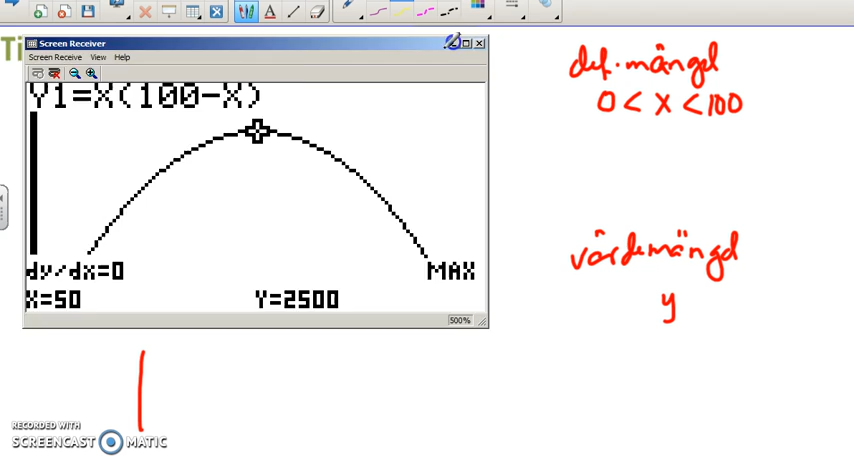 Ti
Screen Receiver
Screen Receive View Help
Y1=X(100-X)
dy/dx=0
MAX
X=50
Y=2500
500%
def.mängd
0 < x < 100
värdemängd
y
RECORDED WITH
SCREENCAST MATIC